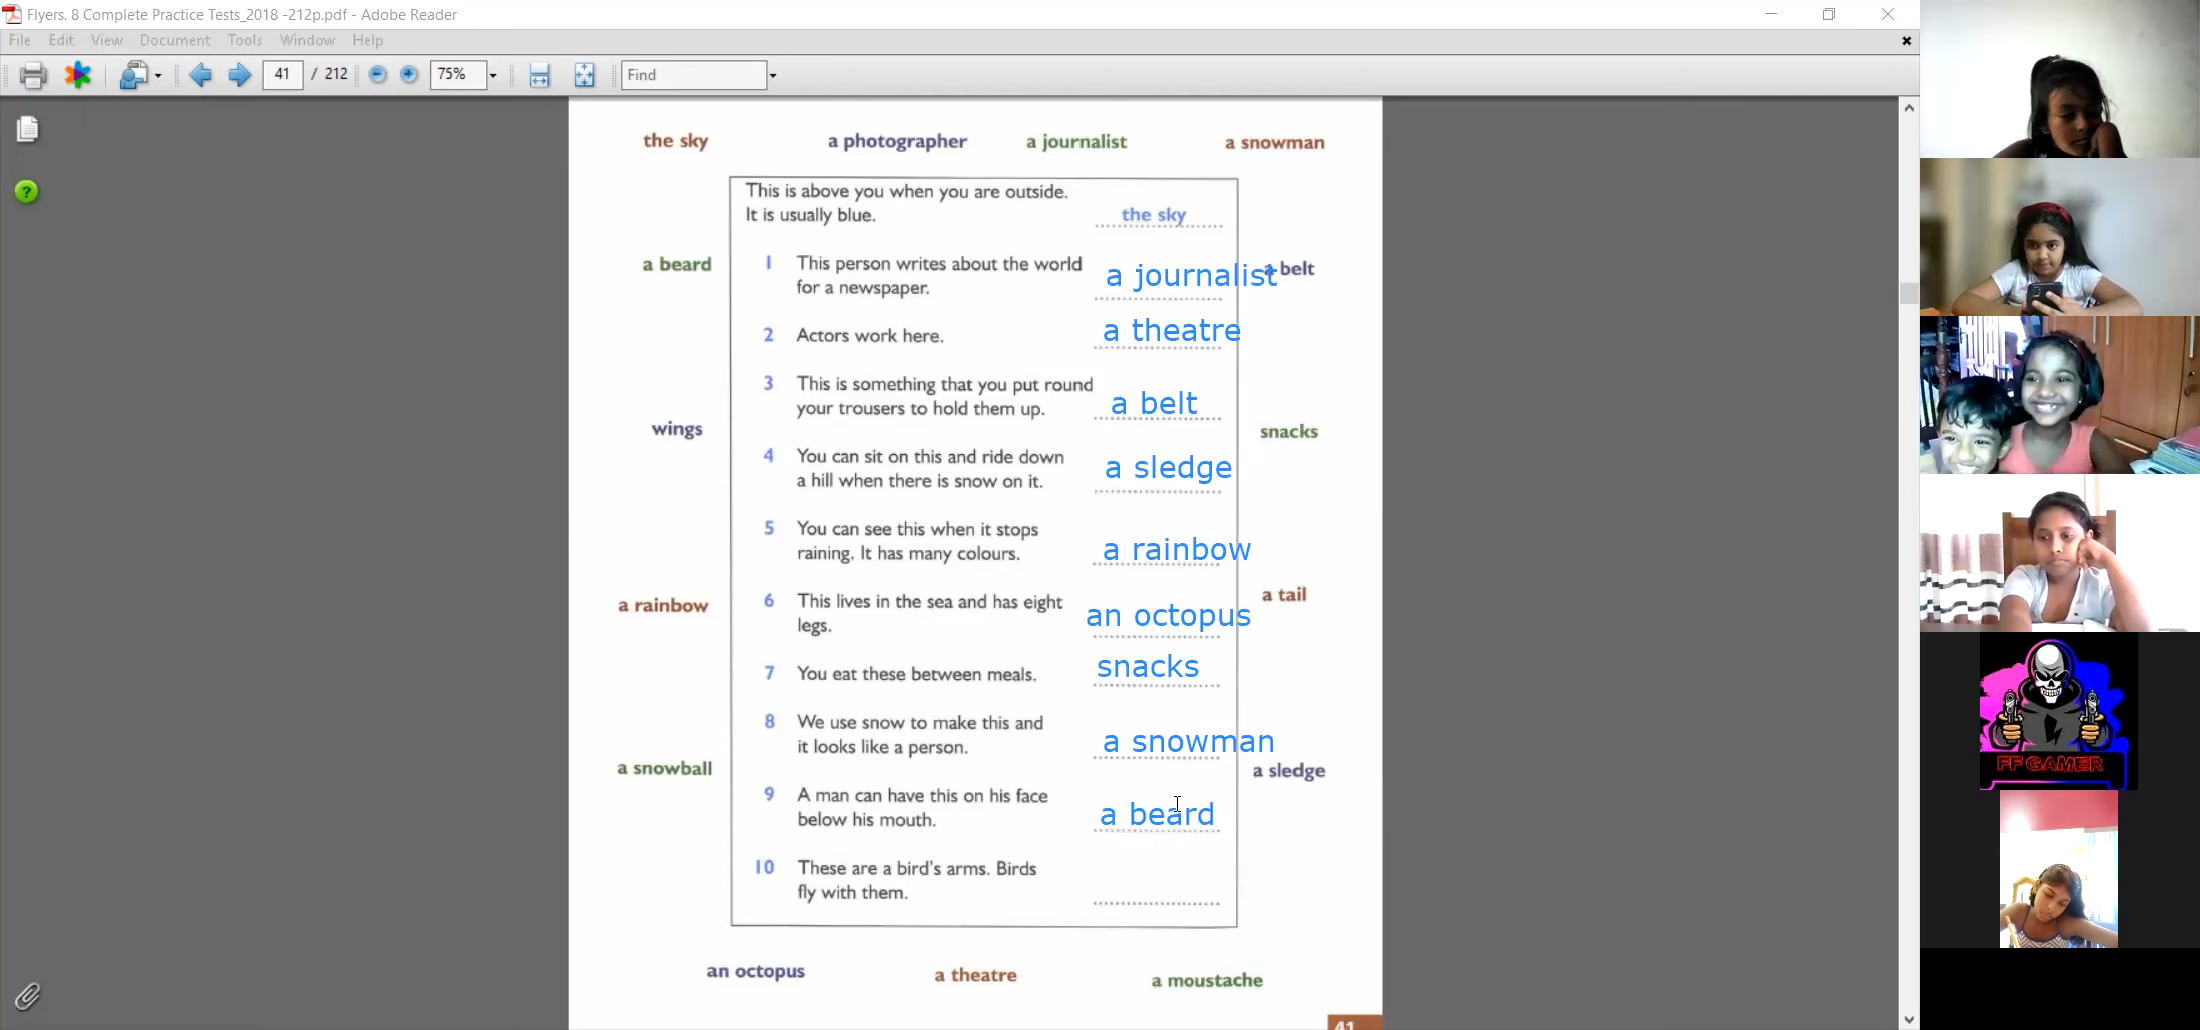 Flyers. 8 Complete Practice Tests_2018 -212p.pdf - Adobe Reader
File Edit View Document Tools Window Help
41 / 212 75% Find
the sky a photographer a journalist a snowman
This is above you when you are outside.
It is usually blue. the sky
a beard 1 This person writes about the world a journalist a belt
for a newspaper.
2 Actors work here. a theatre
3 This is something that you put round
your trousers to hold them up. a belt
wings snacks
4 You can sit on this and ride down a sledge
a hill when there is snow on it.
5 You can see this when it stops
raining. It has many colours. a rainbow
a rainbow 6 This lives in the sea and has eight an octopus a tail
legs.
7 You eat these between meals. snacks
8 We use snow to make this and
it looks like a person. a snowman
a snowball a sledge
9 A man can have this on his face
below his mouth. a beard
10 These are a bird's arms. Birds
fly with them.
an octopus a theatre a moustache
41
FF GAMER